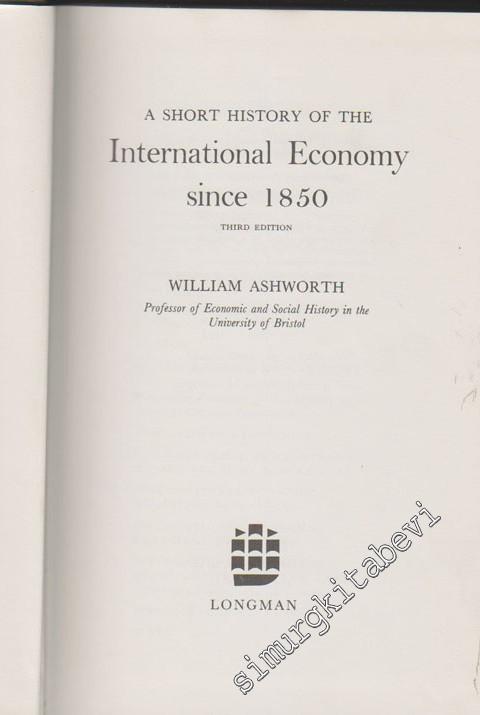 A SHORT HISTORY OF THE
International Economy
since 1850
THIRD EDITION
WILLIAM ASHWORTH
Professor of Economic and Social History in the
University of Bristol
LONGMAN
simurgkitabevi